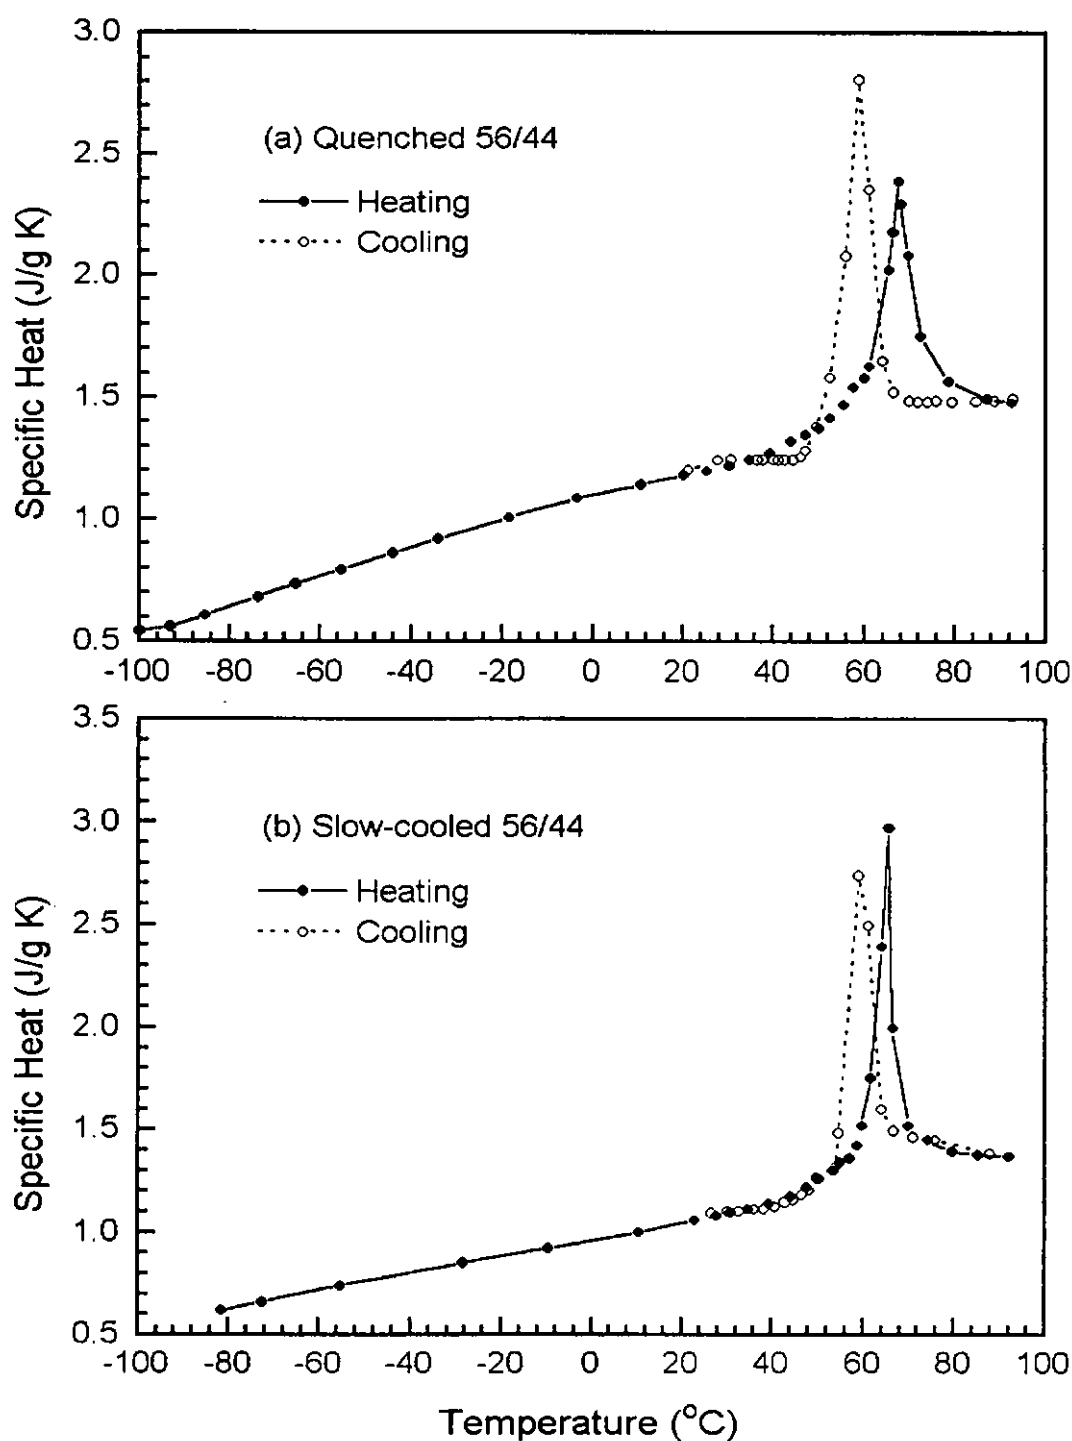 3.0
2.5
2.0
1.5
1.0
0.5
Specific Heat (J/g K)
(a) Quenched 56/44
Heating
Cooling
-100 -80 -60 -40 -20 0 20 40 60 80 100
3.5
3.0
2.5
2.0
1.5
1.0
0.5
Specific Heat (J/g K)
(b) Slow-cooled 56/44
Heating
Cooling
-100 -80 -60 -40 -20 0 20 40 60 80 100
Temperature (°C)